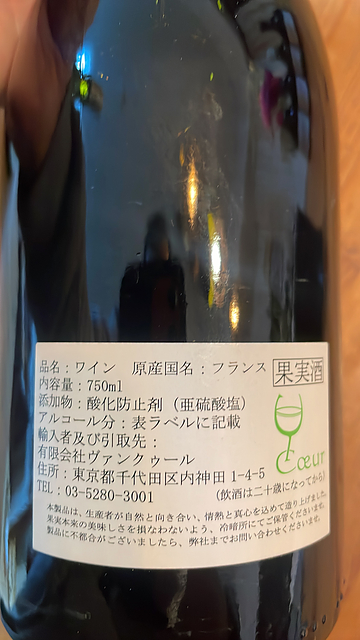 品名：ワイン　原産国名：フランス 果実酒
内容量：750ml
添加物：酸化防止剤（亜硫酸塩）
アルコール分：表ラベルに記載
輸入者及び引取先：
有限会社ヴァンクゥール
Cœur
住所：東京都千代田区内神田1-4-5
TEL：03-5280-3001　（飲酒は二十歳になってから）
本製品は、生産者が自然と向き合い、情熱と真心を込めて造り上げました。
果実本来の美味しさを損なわないよう、冷暗所にてご保管くださいませ。
製品に不都合がございましたら、弊社までお問い合わせくださいませ。